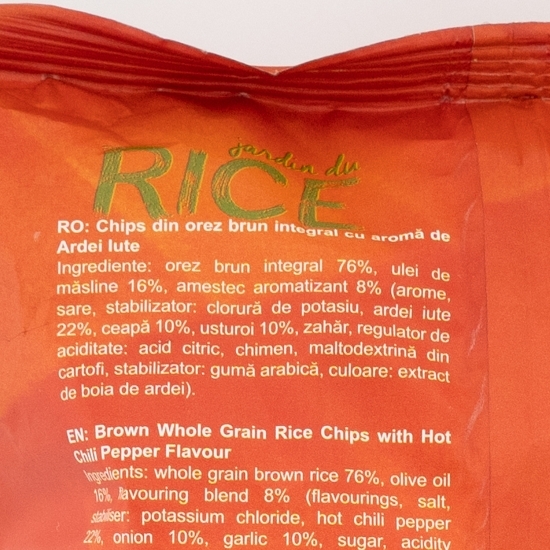 jardin du
RICE
RO: Chips din orez brun integral cu aromă de
Ardei Iute
Ingrediente: orez brun integral 76%, ulei de
măsline 16%, amestec aromatizant 8% (arome,
sare, stabilizator: clorură de potasiu, ardei iute
22%, ceapă 10%, usturoi 10%, zahăr, regulator de
aciditate: acid citric, chimen, maltodextrină din
cartofi, stabilizator: gumă arabică, culoare: extract
de boia de ardei).
EN: Brown Whole Grain Rice Chips with Hot
Chili Pepper Flavour
Ingredients: whole grain brown rice 76%, olive oil
16%, flavouring blend 8% (flavourings, salt,
stabiliser: potassium chloride, hot chili pepper
22%, onion 10%, garlic 10%, sugar, acidity